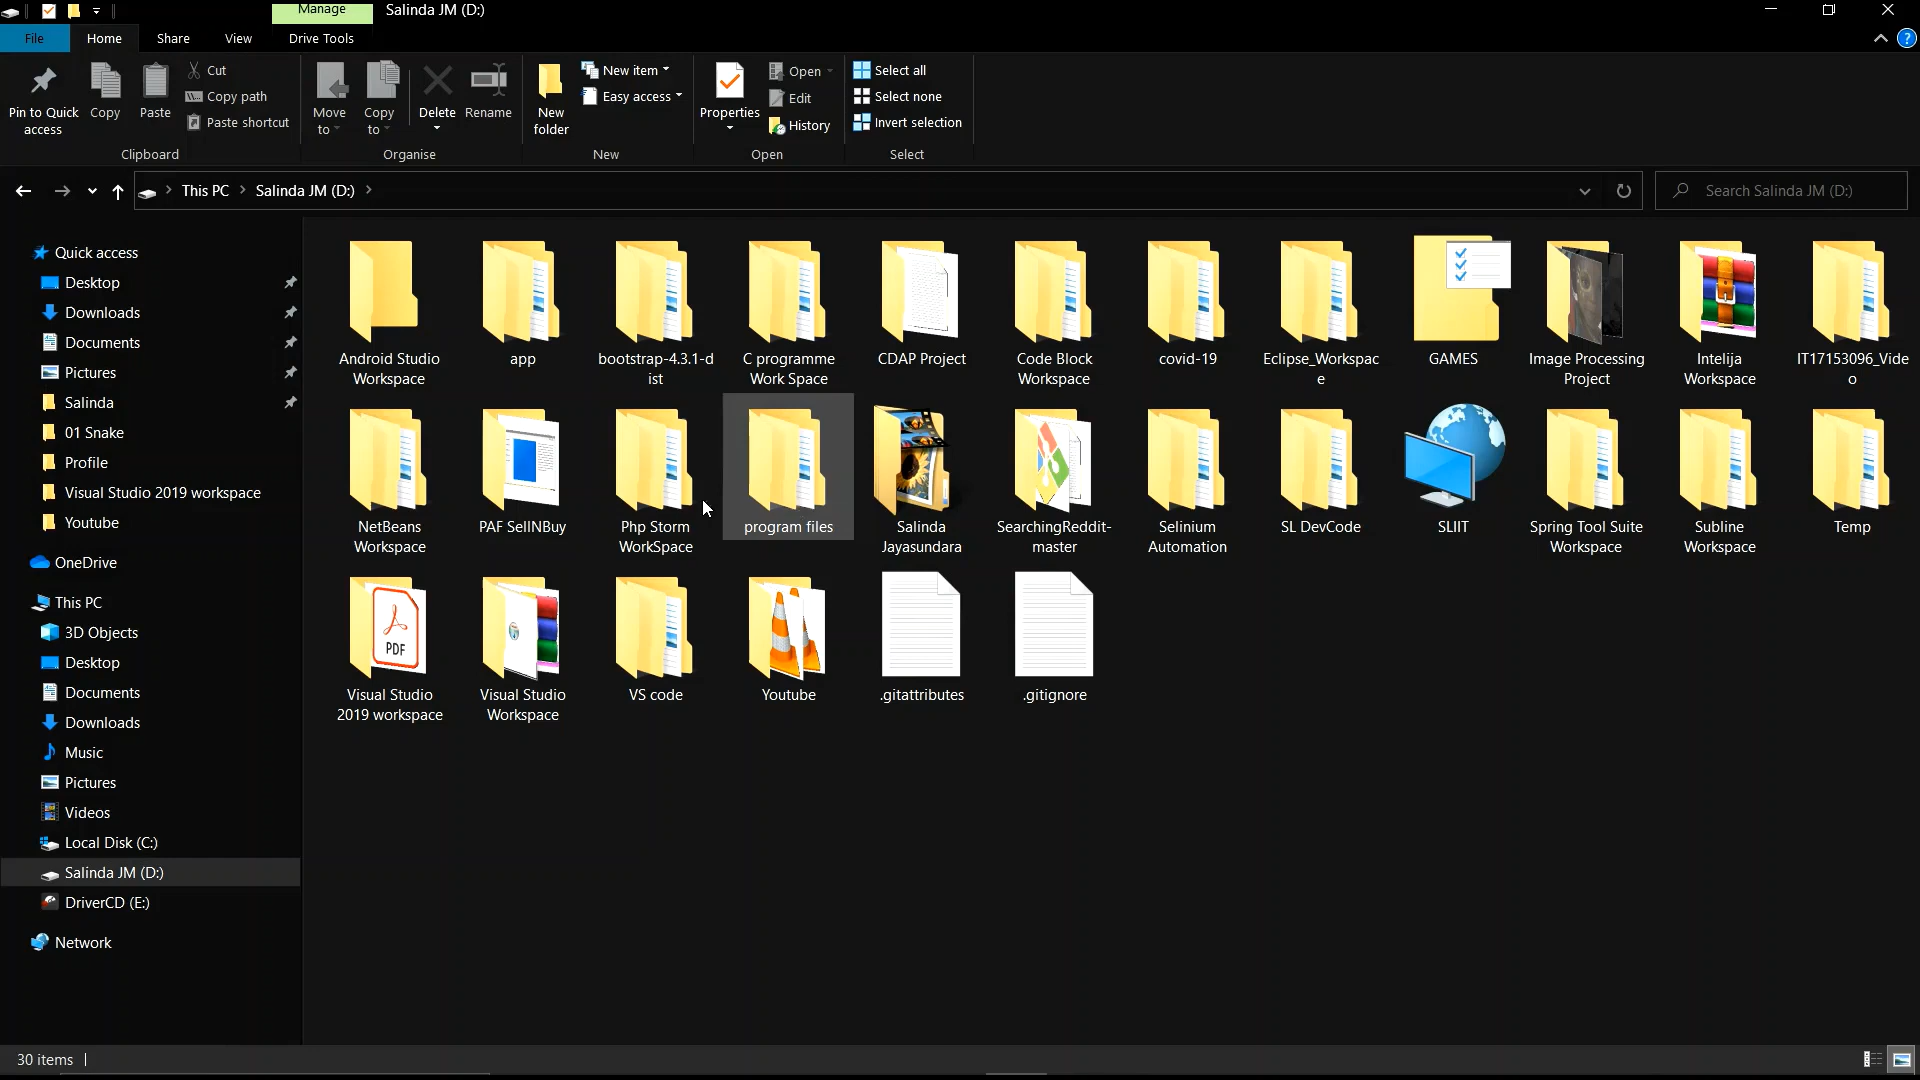 Manage
Salinda JM (D:)
File
Home
Share
View
Drive Tools
Pin to Quick
access
Copy
Paste
Cut
Copy path
Paste shortcut
Clipboard
Move
to
Copy
to
Delete
Rename
Organise
New
folder
New item
Easy access
New
Properties
Open
Edit
History
Open
Select all
Select none
Invert selection
Select
This PC
Salinda JM (D:)
Search Salinda JM (D:)
Quick access
Desktop
Downloads
Documents
Pictures
Salinda
01 Snake
Profile
Visual Studio 2019 workspace
Youtube
OneDrive
This PC
3D Objects
Desktop
Documents
Downloads
Music
Pictures
Videos
Local Disk (C:)
Salinda JM (D:)
DriverCD (E:)
Network
Android Studio
Workspace
app
bootstrap-4.3.1-d
ist
C programme
Work Space
CDAP Project
Code Block
Workspace
covid-19
Eclipse_Workspac
e
GAMES
Image Processing
Project
Intelija
Workspace
IT17153096_Vide
o
NetBeans
Workspace
PAF SellNBuy
Php Storm
WorkSpace
program files
Salinda
Jayasundara
SearchingReddit-
master
Selinium
Automation
SL DevCode
SLIIT
Spring Tool Suite
Workspace
Subline
Workspace
Temp
PDF
Visual Studio
2019 workspace
Visual Studio
Workspace
VS code
Youtube
.gitattributes
.gitignore
30 items